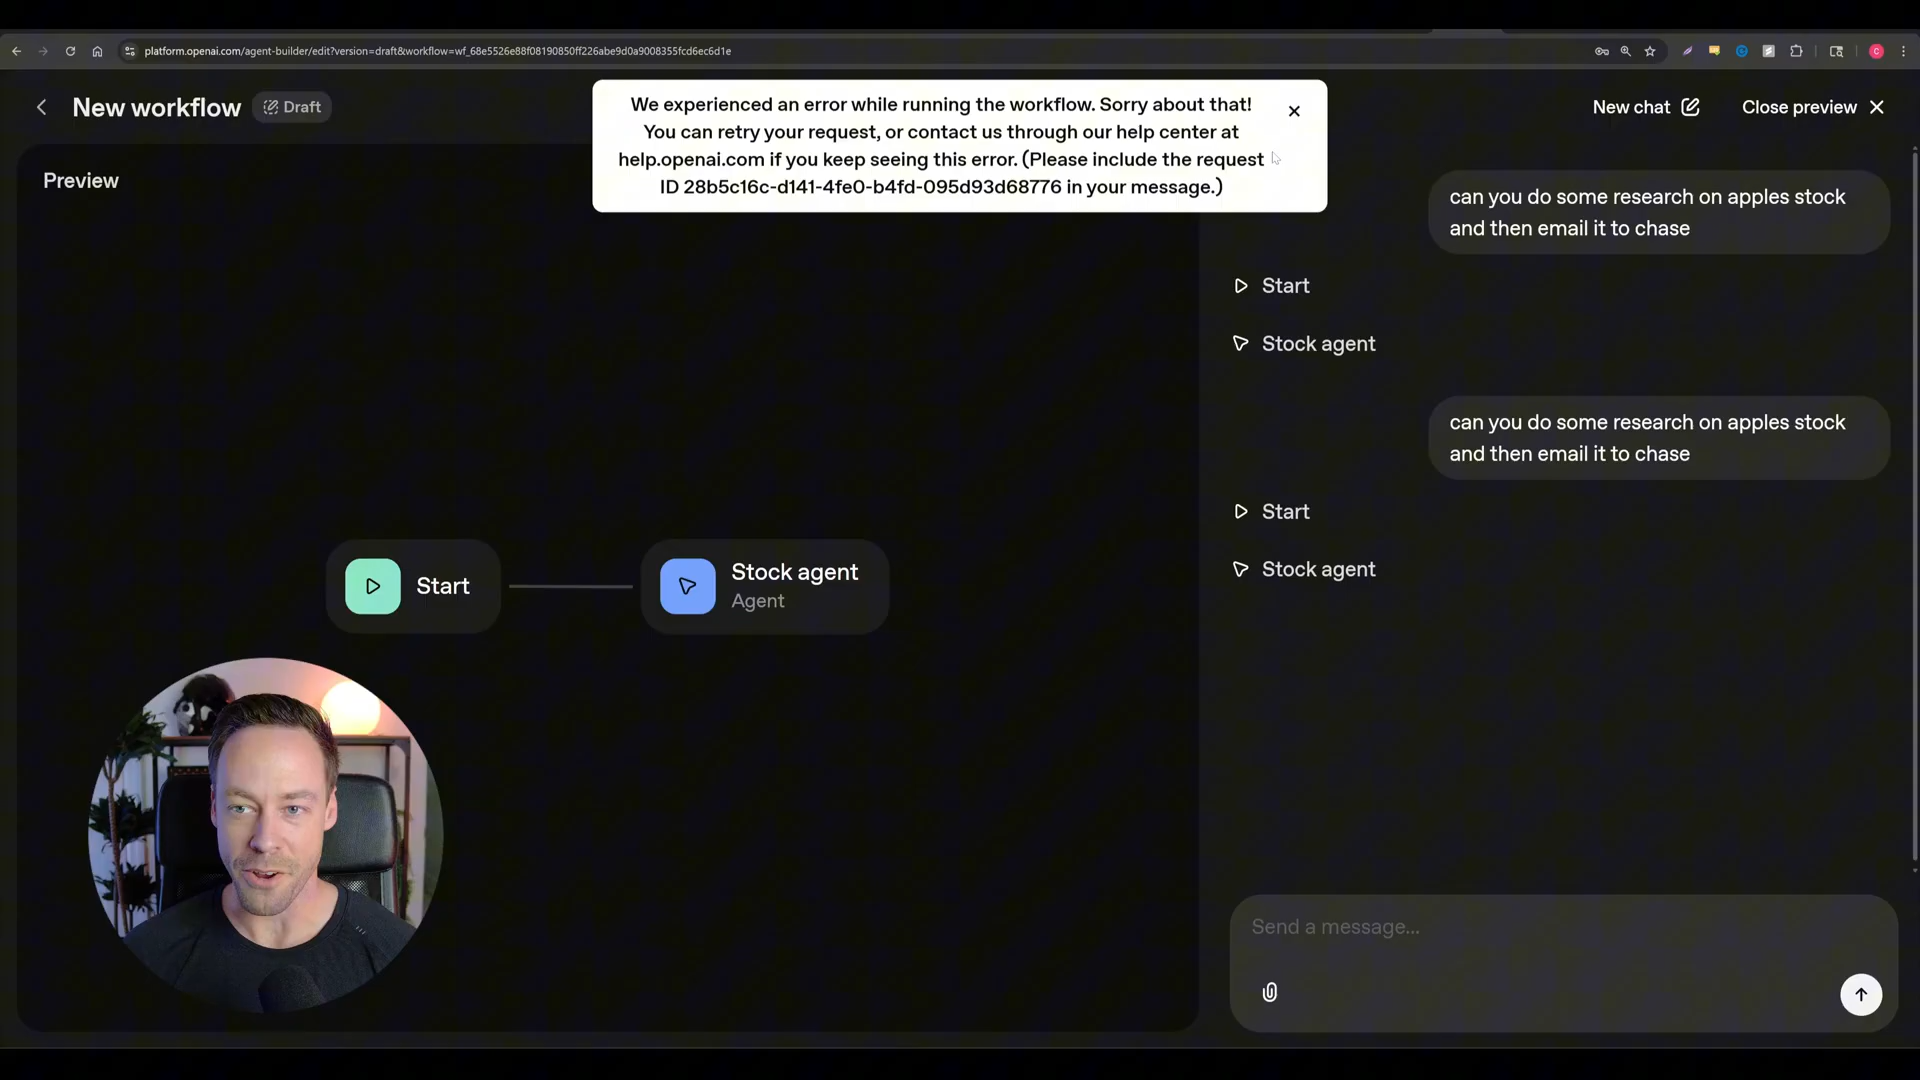 platform.openai.com/agent-builder/edit?version=draft&workflow=wf_68e5526e88f08190850ff226abe9d0a9008355fcd6ec6d1e
New workflow
Draft
We experienced an error while running the workflow. Sorry about that!
You can retry your request, or contact us through our help center at
help.openai.com if you keep seeing this error. (Please include the request
ID 28b5c16c-d141-4fe0-b4fd-095d93d68776 in your message.)
New chat
Close preview
Preview
can you do some research on apples stock
and then email it to chase
Start
Stock agent
can you do some research on apples stock
and then email it to chase
Start
Stock agent
Start
Stock agent
Agent
Send a message...
C